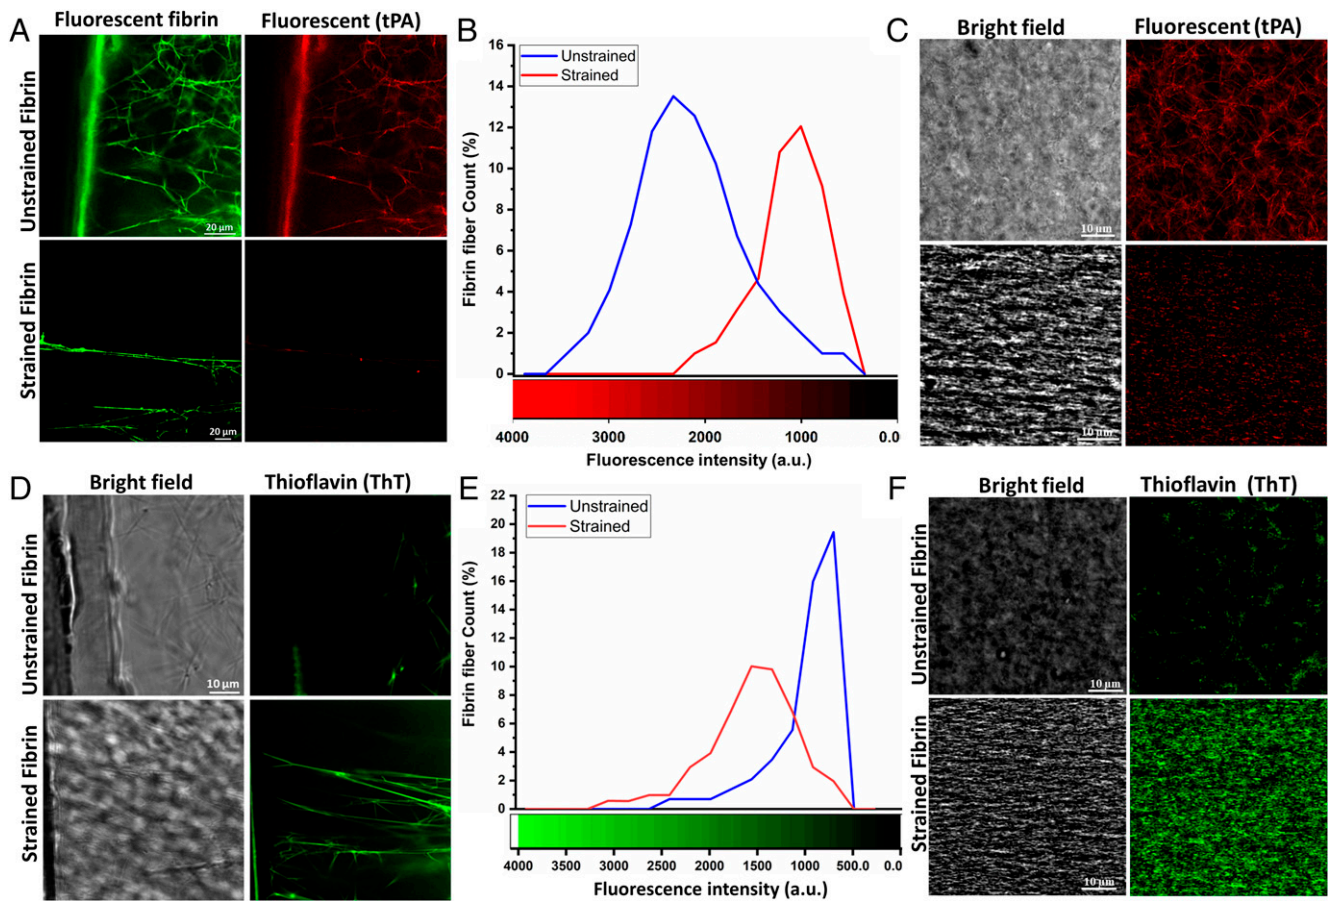 A
Fluorescent fibrin
Fluorescent (tPA)
Unstrained Fibrin
20 µm
Strained Fibrin
20 µm
B
16
14
12
10
8
6
4
2
0
Fibrin fiber Count (%)
Unstrained
Strained
4000 3000 2000 1000 0.0
Fluorescence intensity (a.u.)
C
Bright field
Fluorescent (tPA)
10 µm
10 µm
D
Bright field
Thioflavin (ThT)
Unstrained Fibrin
10 µm
Strained Fibrin
E
22
20
18
16
14
12
10
8
6
4
2
0
Fibrin fiber Count (%)
Unstrained
Strained
4000 3500 3000 2500 2000 1500 1000 500.0 0.0
Fluorescence intensity (a.u.)
F
Bright field
Thioflavin (ThT)
Unstrained Fibrin
10 µm
Strained Fibrin
10 µm